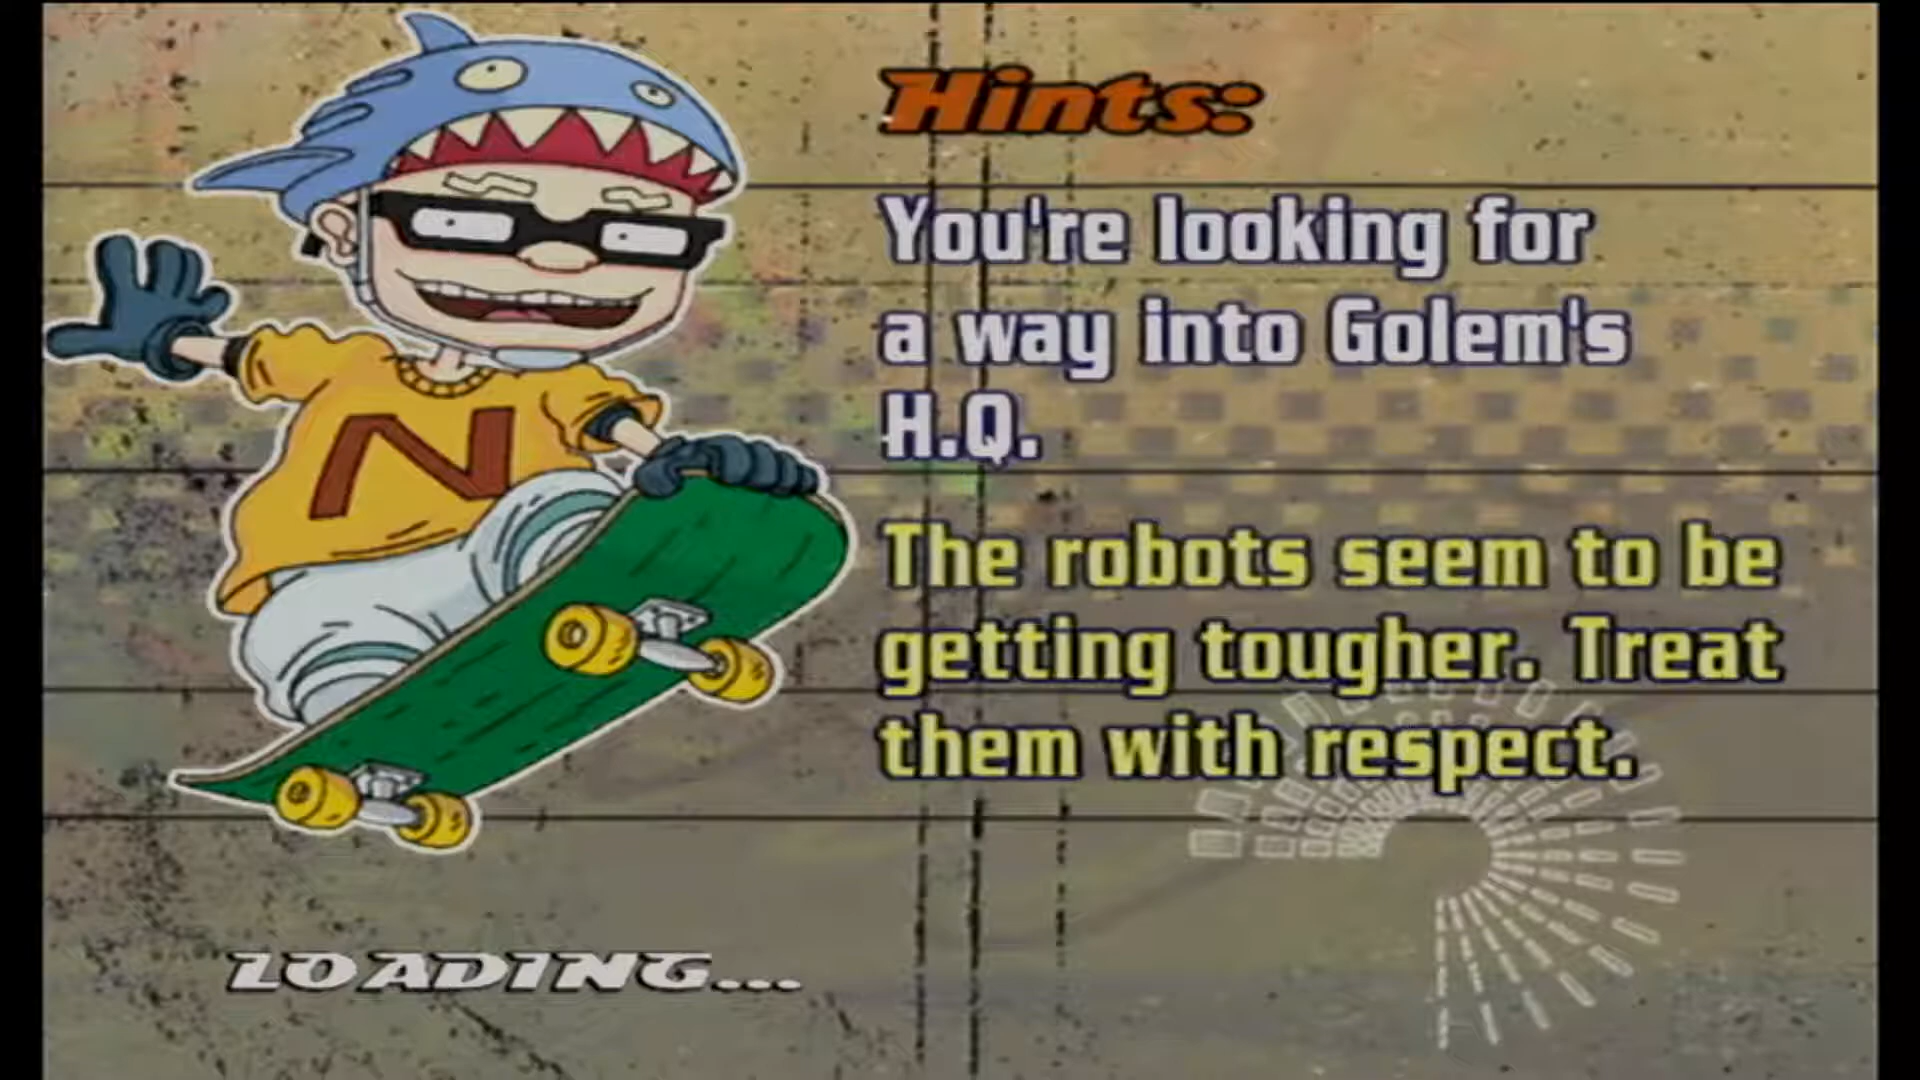 Hints:
You're looking for
a way into Golem's
H.Q.
The robots seem to be
getting tougher. Treat
them with respect.
N
LOADING...